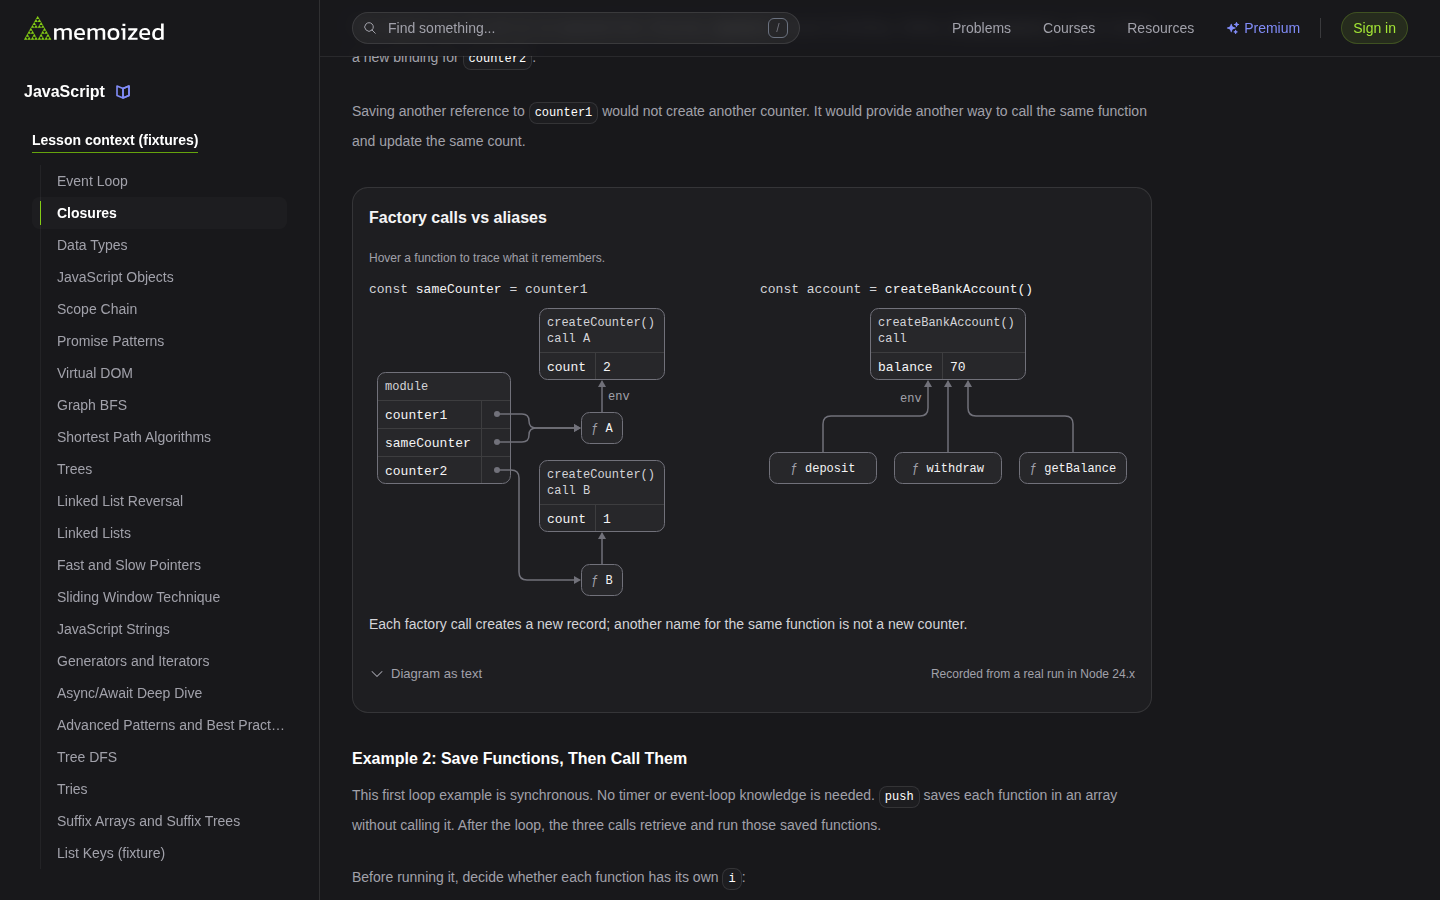 memoized
Find something...
/
Problems
Courses
Resources
Premium
Sign in
JavaScript
Lesson context (fixtures)
Event Loop
Closures
Data Types
JavaScript Objects
Scope Chain
Promise Patterns
Virtual DOM
Graph BFS
Shortest Path Algorithms
Trees
Linked List Reversal
Linked Lists
Fast and Slow Pointers
Sliding Window Technique
JavaScript Strings
Generators and Iterators
Async/Await Deep Dive
Advanced Patterns and Best Pract…
Tree DFS
Tries
Suffix Arrays and Suffix Trees
List Keys (fixture)
a new binding for counter2.
Saving another reference to counter1 would not create another counter. It would provide another way to call the same function
and update the same count.
Factory calls vs aliases
Hover a function to trace what it remembers.
const sameCounter = counter1
createCounter()
call A
count 2
module
counter1
sameCounter
counter2
env
ƒ A
createCounter()
call B
count 1
ƒ B
const account = createBankAccount()
createBankAccount()
call
balance 70
env
ƒ deposit
ƒ withdraw
ƒ getBalance
Each factory call creates a new record; another name for the same function is not a new counter.
Diagram as text
Recorded from a real run in Node 24.x
Example 2: Save Functions, Then Call Them
This first loop example is synchronous. No timer or event-loop knowledge is needed. push saves each function in an array
without calling it. After the loop, the three calls retrieve and run those saved functions.
Before running it, decide whether each function has its own i: